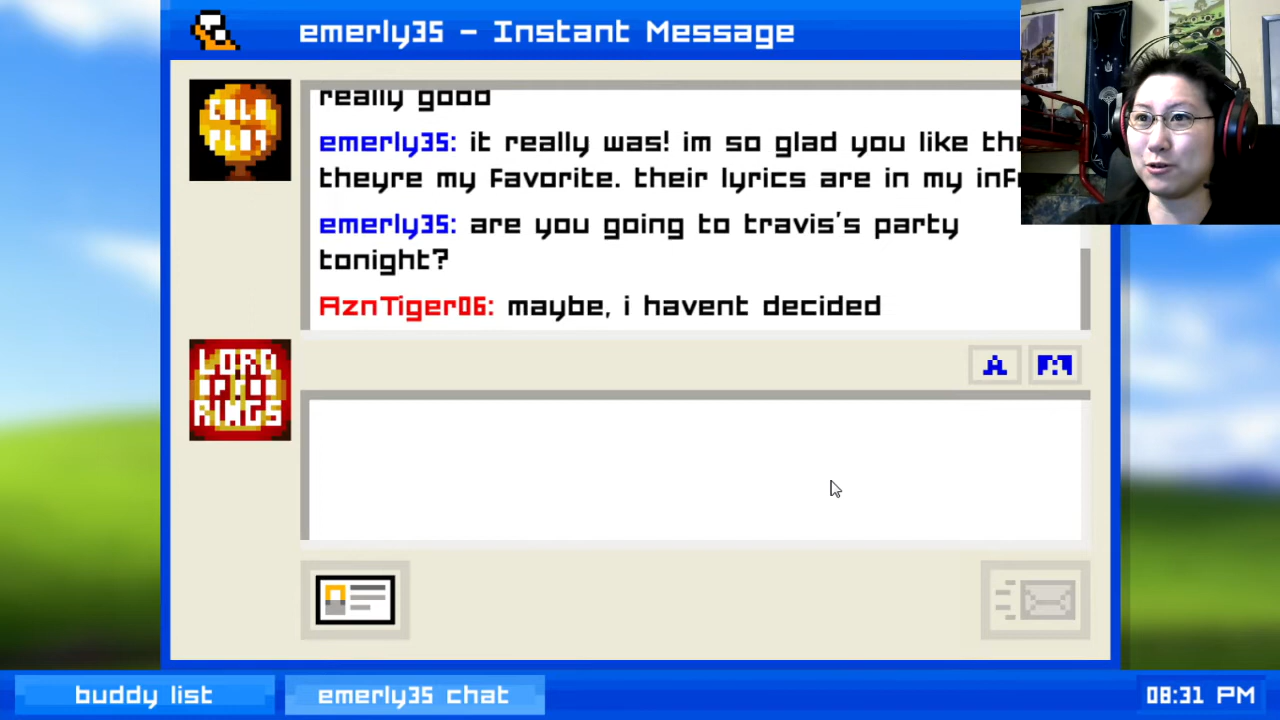 emerly35 - Instant Message
COLD
PLAY
really good
emerly35: it really was! im so glad you like
theyre my favorite. their lyrics are in my
emerly35: are you going to travis's party
tonight?
AznTiger06: maybe, i havent decided
LORD
OF THE
RINGS
A
A
buddy list
emerly35 chat
08:31 PM